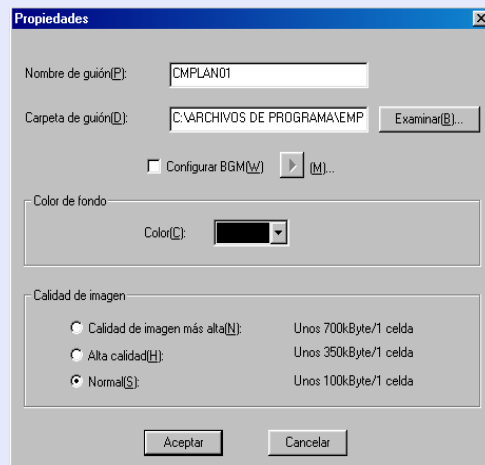 Propiedades
Nombre de guión(P): CMPLAN01
Carpeta de guión(D): C:\ARCHIVOS DE PROGRAMA\EMP Examinar(B)...
Configurar BGM(W) (M)...
Color de fondo
Color(C):
Calidad de imagen
Calidad de imagen más alta(N): Unos 700kByte/1 celda
Alta calidad(H): Unos 350kByte/1 celda
Normal(S): Unos 100kByte/1 celda
Aceptar Cancelar